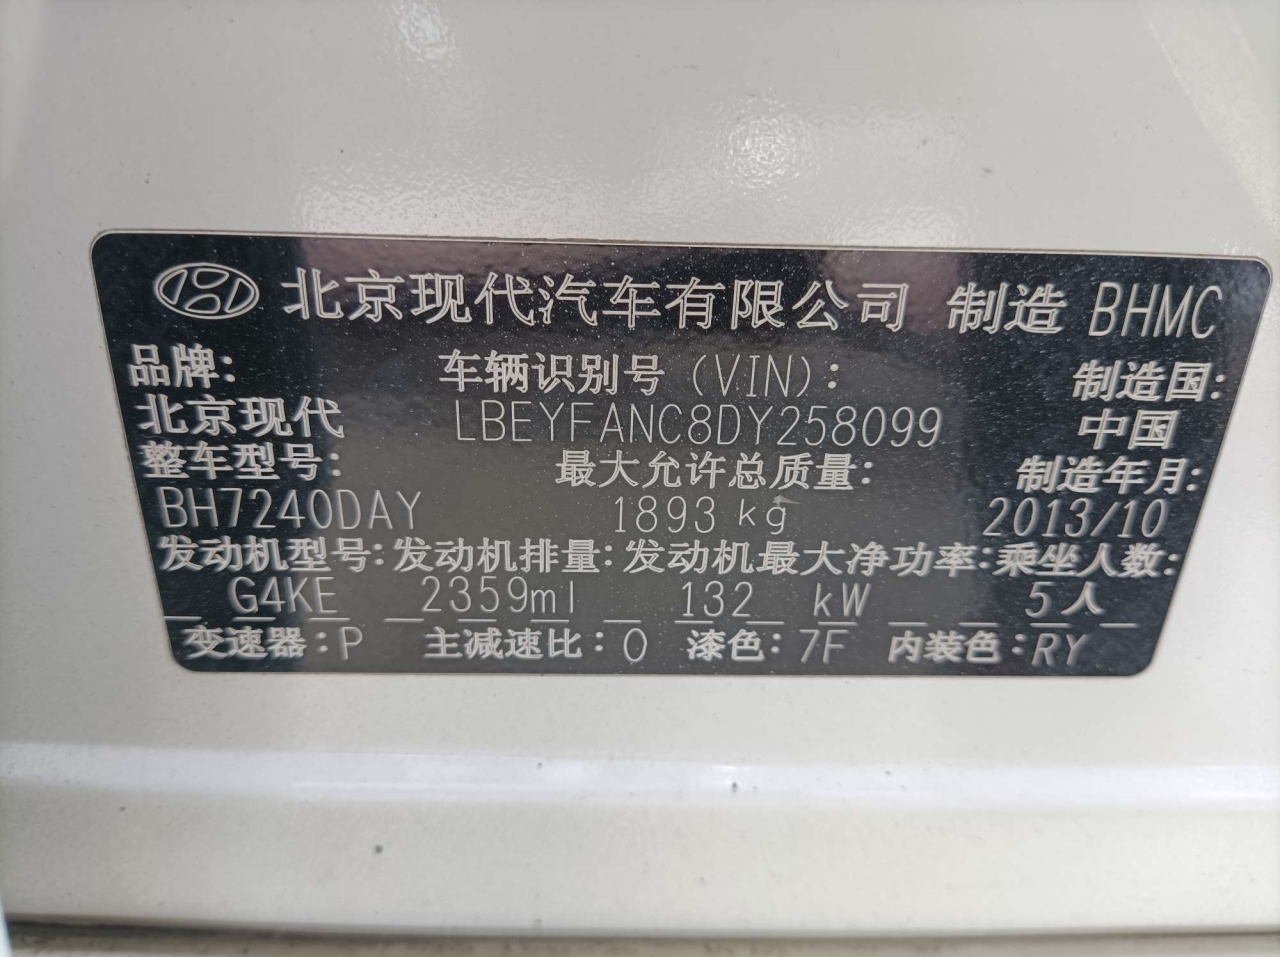 北京现代汽车有限公司 制造 BHMC
品牌: 车辆识别号 (VIN): 制造国:
北京现代 LBEYFANC8DY258099 中国
整车型号: 最大允许总质量: 制造年月:
BH7240DAY 1893 kg 2013/10
发动机型号: 发动机排量: 发动机最大净功率: 乘坐人数:
G4KE 2359ml 132 kW 5人
变速器: P 主减速比: O 漆色: 7F 内装色: RY